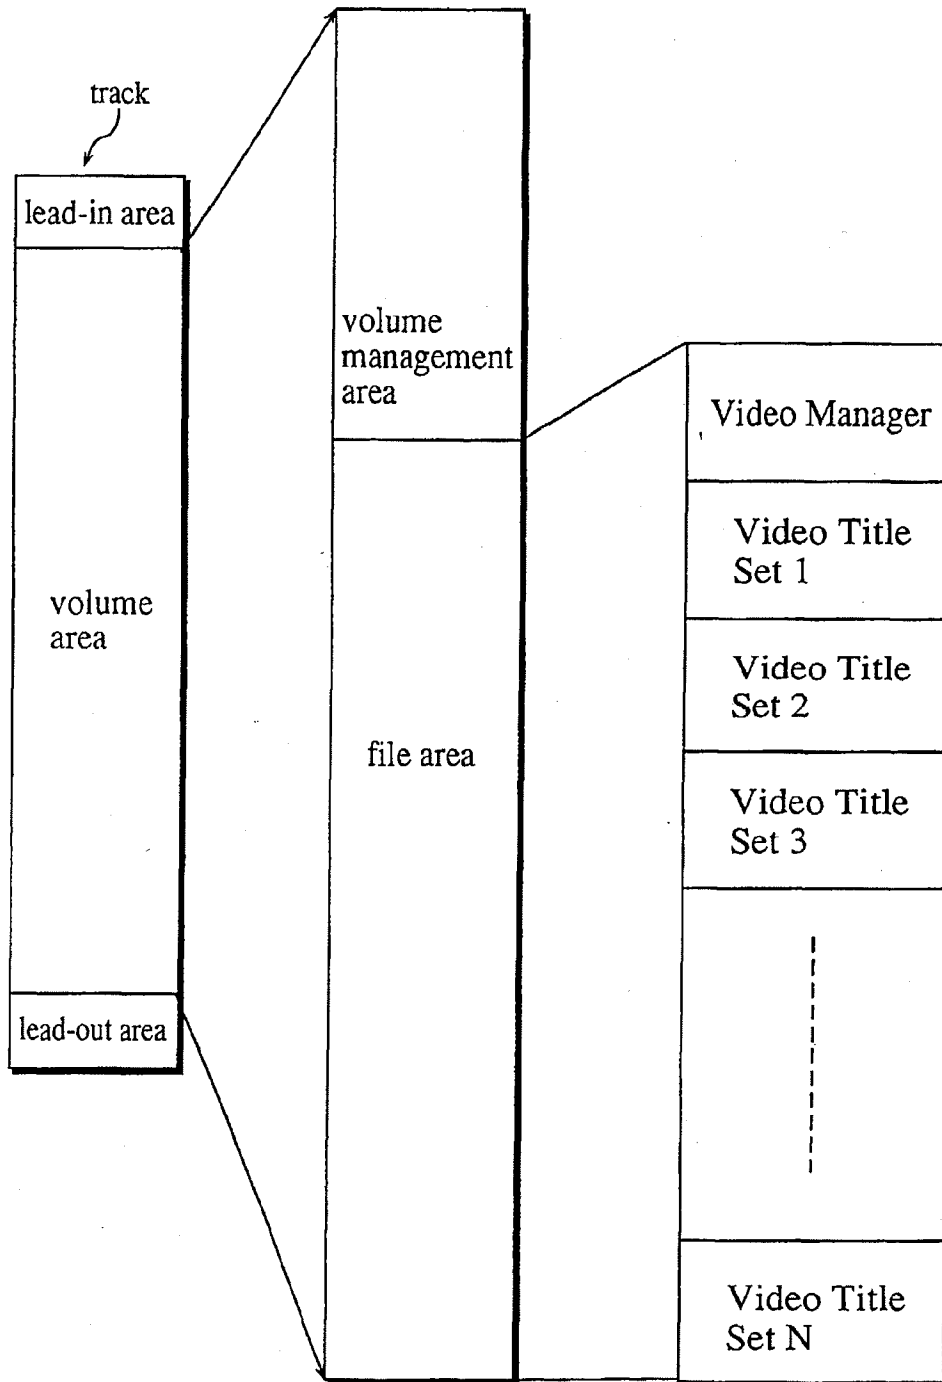 track
lead-in area
volume
area
lead-out area
volume
management
area
file area
Video Manager
Video Title
Set 1
Video Title
Set 2
Video Title
Set 3
Video Title
Set N